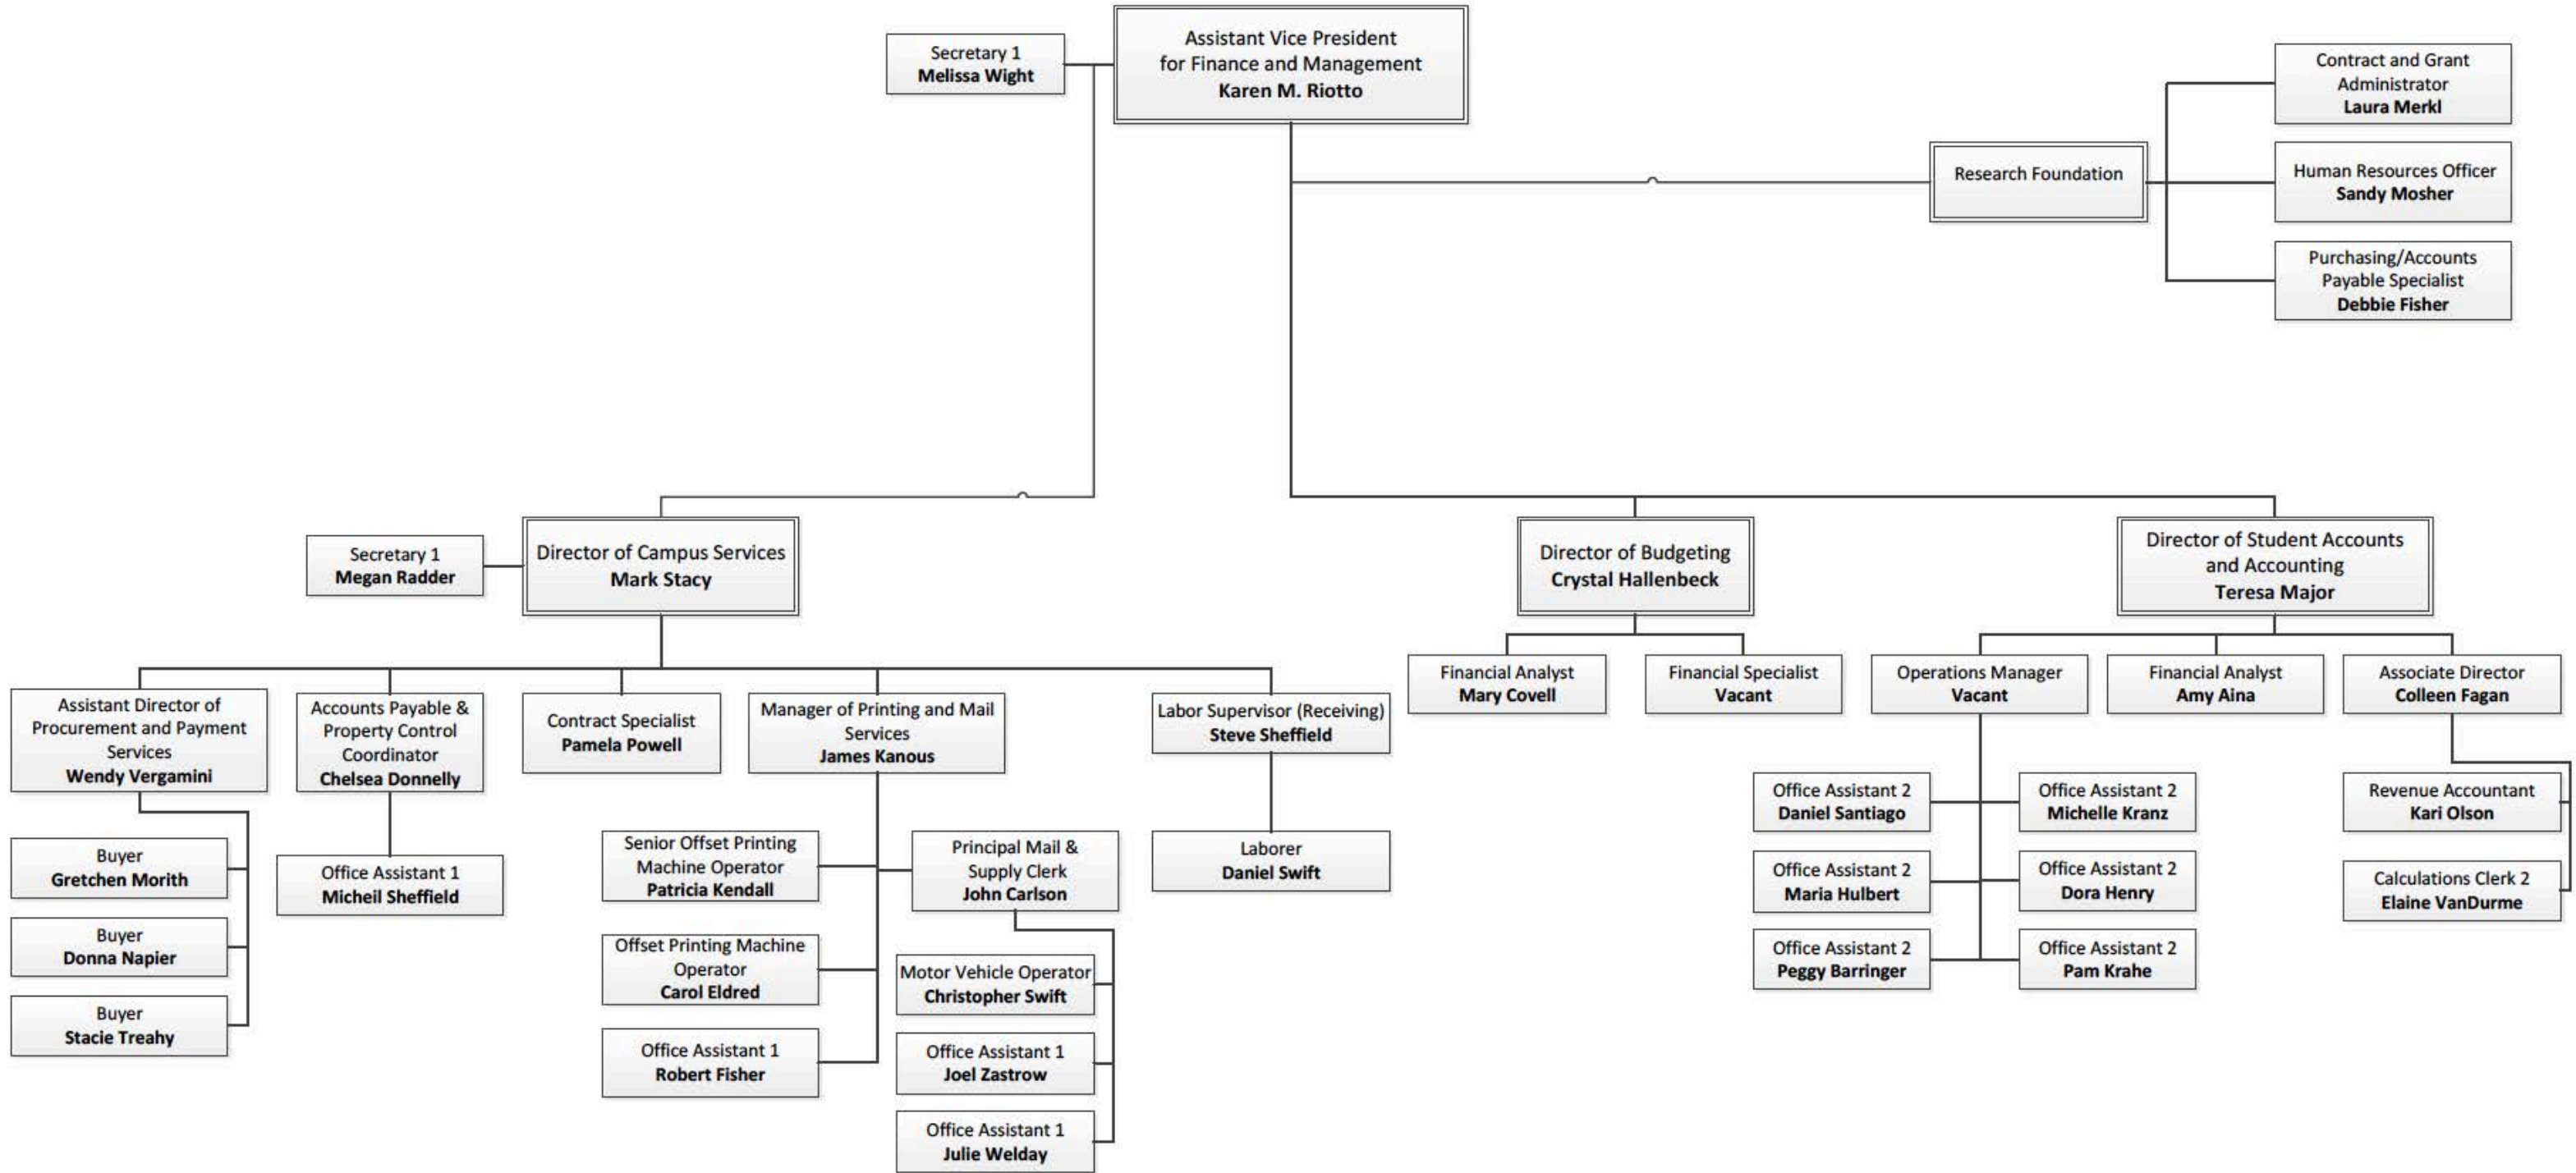 Assistant Vice President
for Finance and Management
Karen M. Riotto
Secretary 1
Melissa Wight
Contract and Grant
Administrator
Laura Merkl
Research Foundation
Human Resources Officer
Sandy Mosher
Purchasing/Accounts
Payable Specialist
Debbie Fisher
Secretary 1
Megan Radder
Director of Campus Services
Mark Stacy
Director of Budgeting
Crystal Hallenbeck
Director of Student Accounts
and Accounting
Teresa Major
Assistant Director of
Procurement and Payment
Services
Wendy Vergamini
Accounts Payable &
Property Control
Coordinator
Chelsea Donnelly
Contract Specialist
Pamela Powell
Manager of Printing and Mail
Services
James Kanous
Labor Supervisor (Receiving)
Steve Sheffield
Financial Analyst
Mary Covell
Financial Specialist
Vacant
Operations Manager
Vacant
Financial Analyst
Amy Aina
Associate Director
Colleen Fagan
Buyer
Gretchen Morith
Buyer
Donna Napier
Buyer
Stacie Treahy
Office Assistant 1
Micheil Sheffield
Senior Offset Printing
Machine Operator
Patricia Kendall
Offset Printing Machine
Operator
Carol Eldred
Office Assistant 1
Robert Fisher
Principal Mail &
Supply Clerk
John Carlson
Motor Vehicle Operator
Christopher Swift
Office Assistant 1
Joel Zastrow
Office Assistant 1
Julie Welday
Laborer
Daniel Swift
Office Assistant 2
Daniel Santiago
Office Assistant 2
Michelle Kranz
Office Assistant 2
Maria Hulbert
Office Assistant 2
Dora Henry
Office Assistant 2
Peggy Barringer
Office Assistant 2
Pam Krahe
Revenue Accountant
Kari Olson
Calculations Clerk 2
Elaine VanDurme